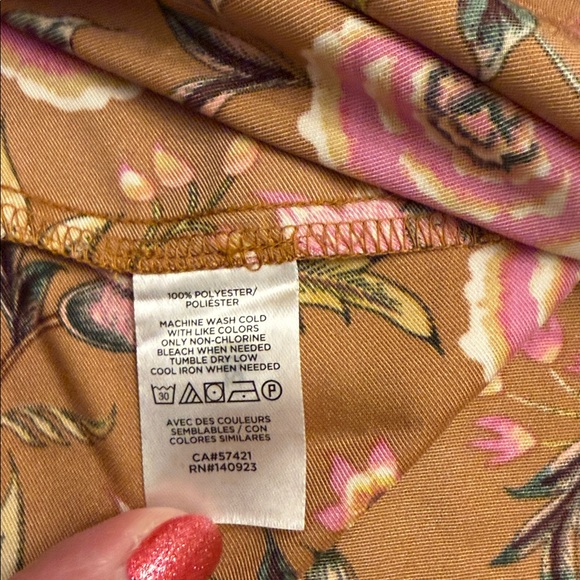 100% POLYESTER/
POLIÉSTER
MACHINE WASH COLD
WITH LIKE COLORS
ONLY NON-CHLORINE
BLEACH WHEN NEEDED
TUMBLE DRY LOW
COOL IRON WHEN NEEDED
30 P
AVEC DES COULEURS
SEMBLABLES / CON
COLORES SIMILARES
CA#57421
RN#140923